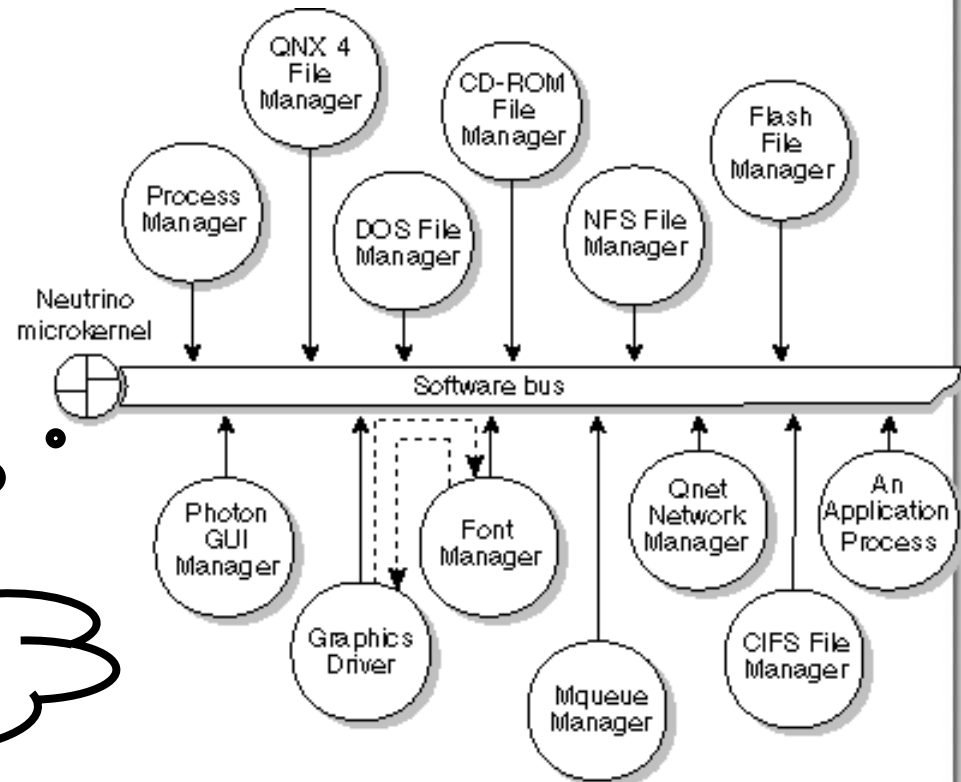 QNX 4
File
Manager
CD-ROM
File
Manager
Flash
File
Manager
Process
Manager
DOS File
Manager
NFS File
Manager
Neutrino
microkernel
Software bus
Photon
GUI
Manager
Graphics
Driver
Font
Manager
Mqueue
Manager
Qnet
Network
Manager
CIFS File
Manager
An
Application
Process